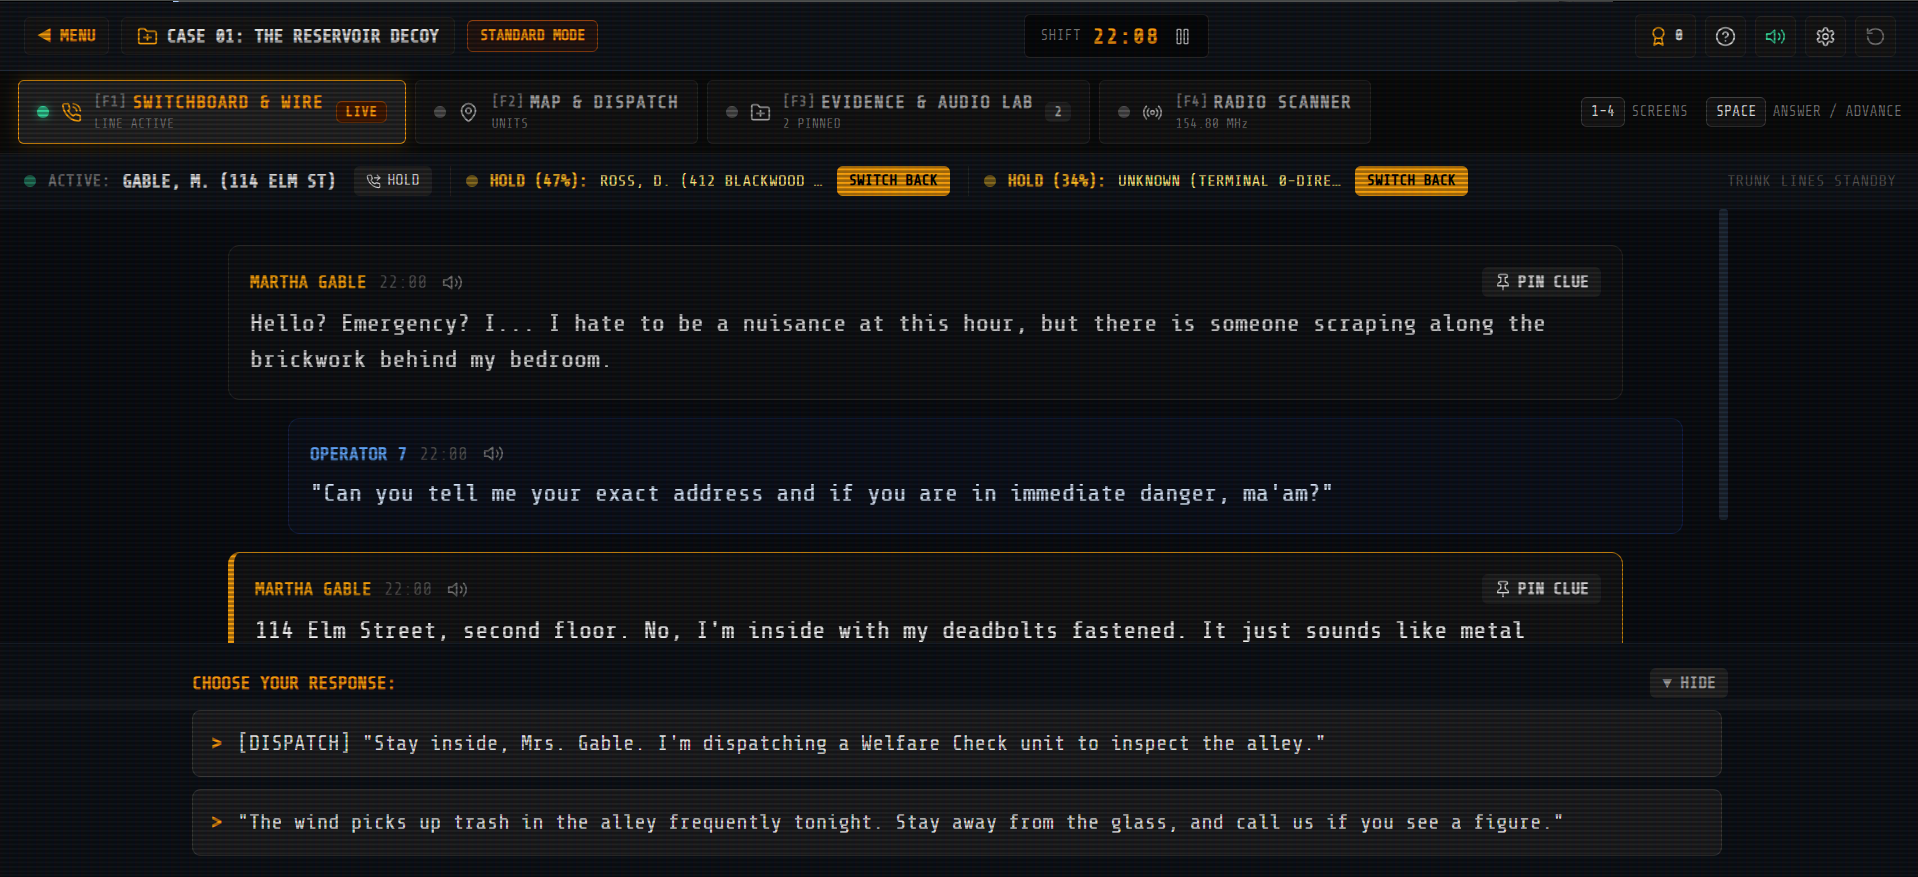 ◀ MENU
CASE 01: THE RESERVOIR DECOY
STANDARD MODE
SHIFT 22:08
0
[F1] SWITCHBOARD & WIRE
LINE ACTIVE
LIVE
[F2] MAP & DISPATCH
UNITS
[F3] EVIDENCE & AUDIO LAB
2 PINNED
2
[F4] RADIO SCANNER
154.80 MHz
1-4 SCREENS
SPACE ANSWER / ADVANCE
ACTIVE: GABLE, M. (114 ELM ST)
HOLD
HOLD (47%): ROSS, D. (412 BLACKWOOD …
SWITCH BACK
HOLD (34%): UNKNOWN (TERMINAL 0-DIRE…
SWITCH BACK
TRUNK LINES STANDBY
MARTHA GABLE 22:00
PIN CLUE
Hello? Emergency? I... I hate to be a nuisance at this hour, but there is someone scraping along the
brickwork behind my bedroom.
OPERATOR 7 22:00
"Can you tell me your exact address and if you are in immediate danger, ma'am?"
MARTHA GABLE 22:00
PIN CLUE
114 Elm Street, second floor. No, I'm inside with my deadbolts fastened. It just sounds like metal
CHOOSE YOUR RESPONSE:
▼ HIDE
> [DISPATCH] "Stay inside, Mrs. Gable. I'm dispatching a Welfare Check unit to inspect the alley."
> "The wind picks up trash in the alley frequently tonight. Stay away from the glass, and call us if you see a figure."